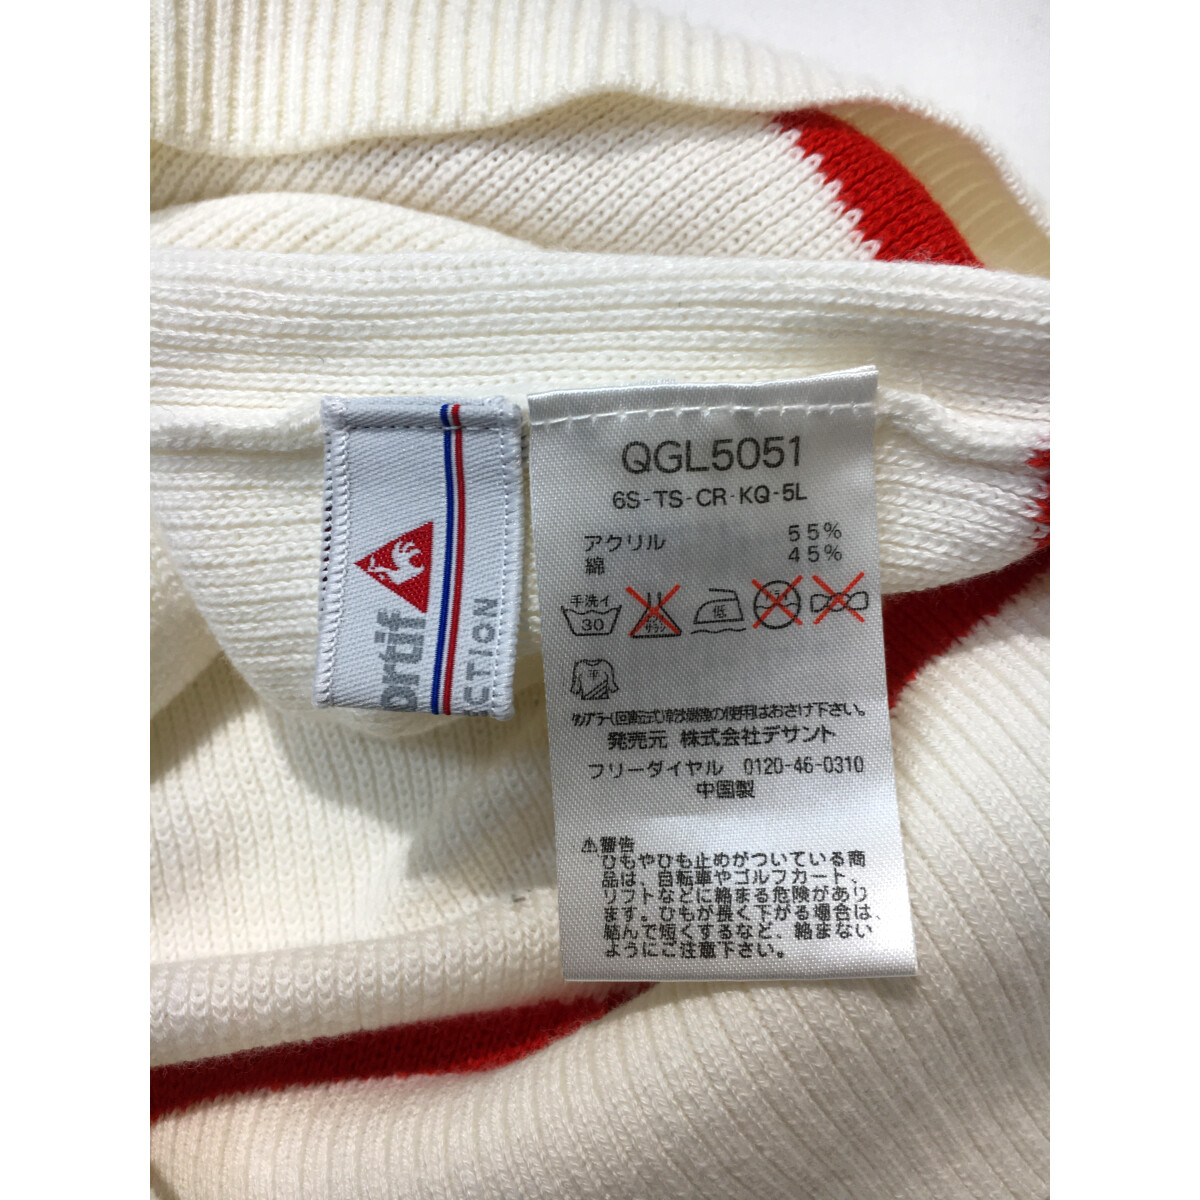 QGL5051
6S-TS-CR-KQ-5L
アクリル 55%
綿 45%
手洗イ
30
低
タンブラー(回転式)乾燥機の使用はおさけ下さい。
発売元 株式会社デサント
フリーダイヤル 0120-46-0310
中国製
⚠警告
ひもやひも止めがついている商
品は、自転車やゴルフカート、
リフトなどに絡まる危険があり
ます。ひもが長く下がる場合は、
結んで短くするなど、絡まない
ようにご注意下さい。
ortif
CTION